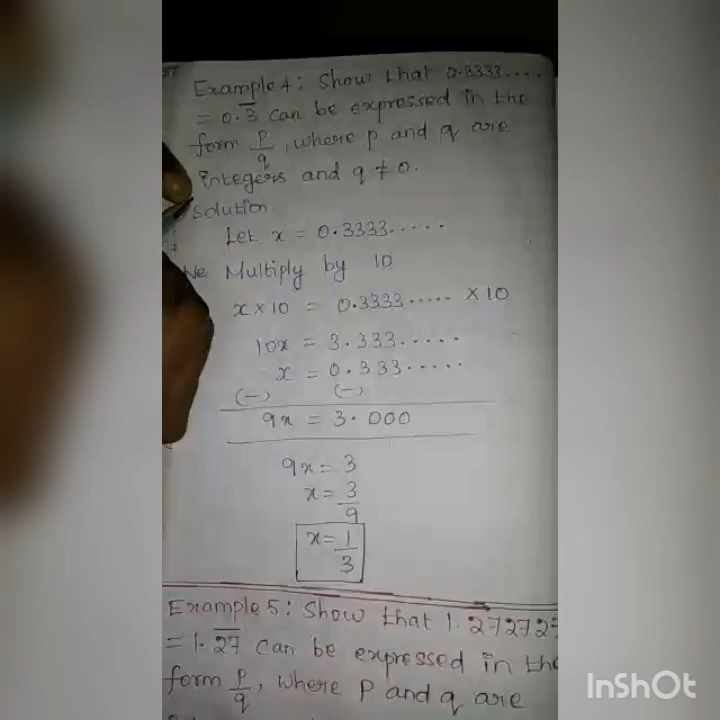 Example 4: Show that 0.3333....
= 0.3̅ can be expressed in the
form p/q, where p and q are
integers and q ≠ 0.
Solution
Let x = 0.3333.....
We Multiply by 10
x × 10 = 0.3333..... × 10
10x = 3.333.....
x = 0.333.....
(-) (-)
9x = 3.000
9x = 3
x = 3/9
x = 1/3
Example 5: Show that 1.27272
= 1.2̅7̅ can be expressed in the
form p/q, where p and q are
InShOt